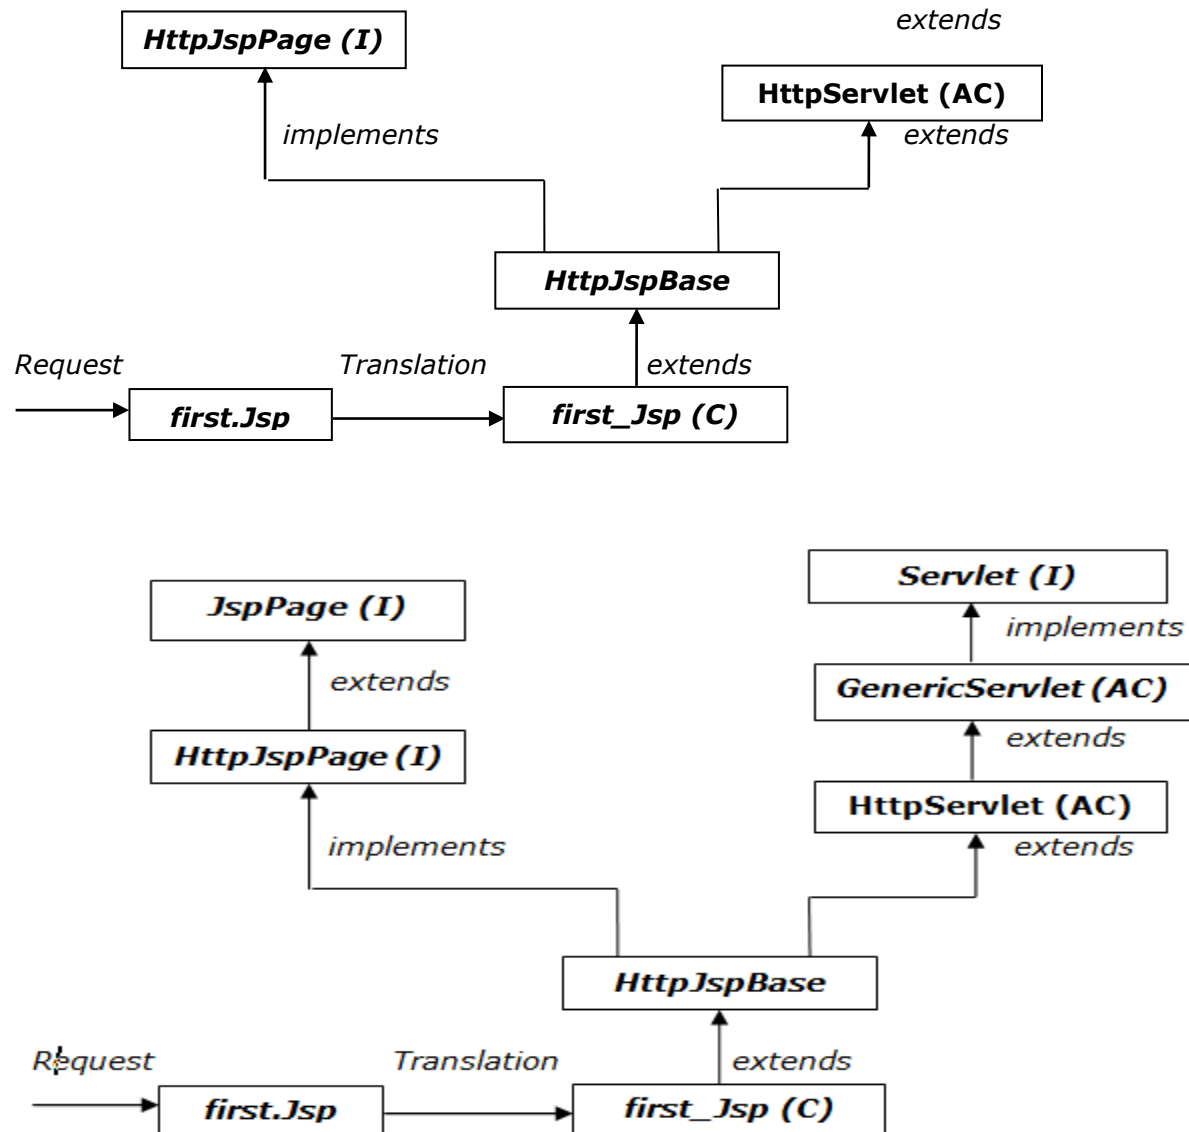 extends
HttpJspPage (I)
HttpServlet (AC)
implements
extends
HttpJspBase
Request
Translation
extends
first.Jsp
first_Jsp (C)
Servlet (I)
JspPage (I)
implements
extends
GenericServlet (AC)
HttpJspPage (I)
extends
HttpServlet (AC)
implements
extends
HttpJspBase
Request
Translation
extends
first.Jsp
first_Jsp (C)